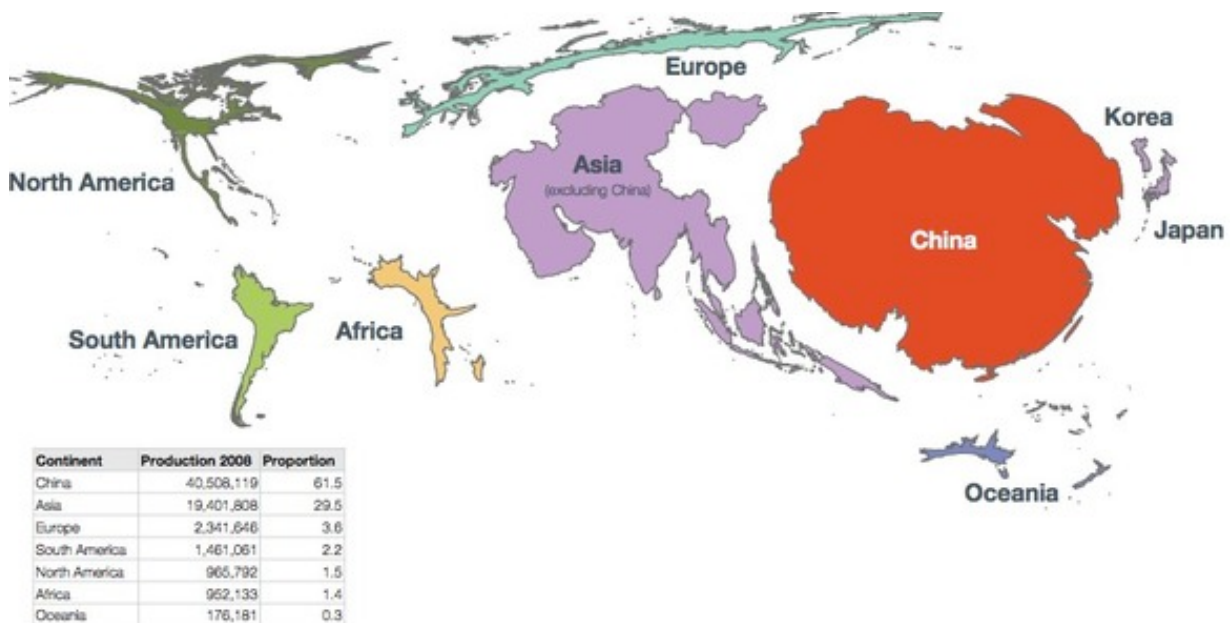 Europe
Korea
Asia
(excluding China)
North America
China
Japan
South America
Africa
Oceania
Continent Production 2008 Proportion
China 40,508,119 61.5
Asia 19,401,808 29.5
Europe 2,341,646 3.6
South America 1,461,061 2.2
North America 965,792 1.5
Africa 952,133 1.4
Oceania 176,181 0.3